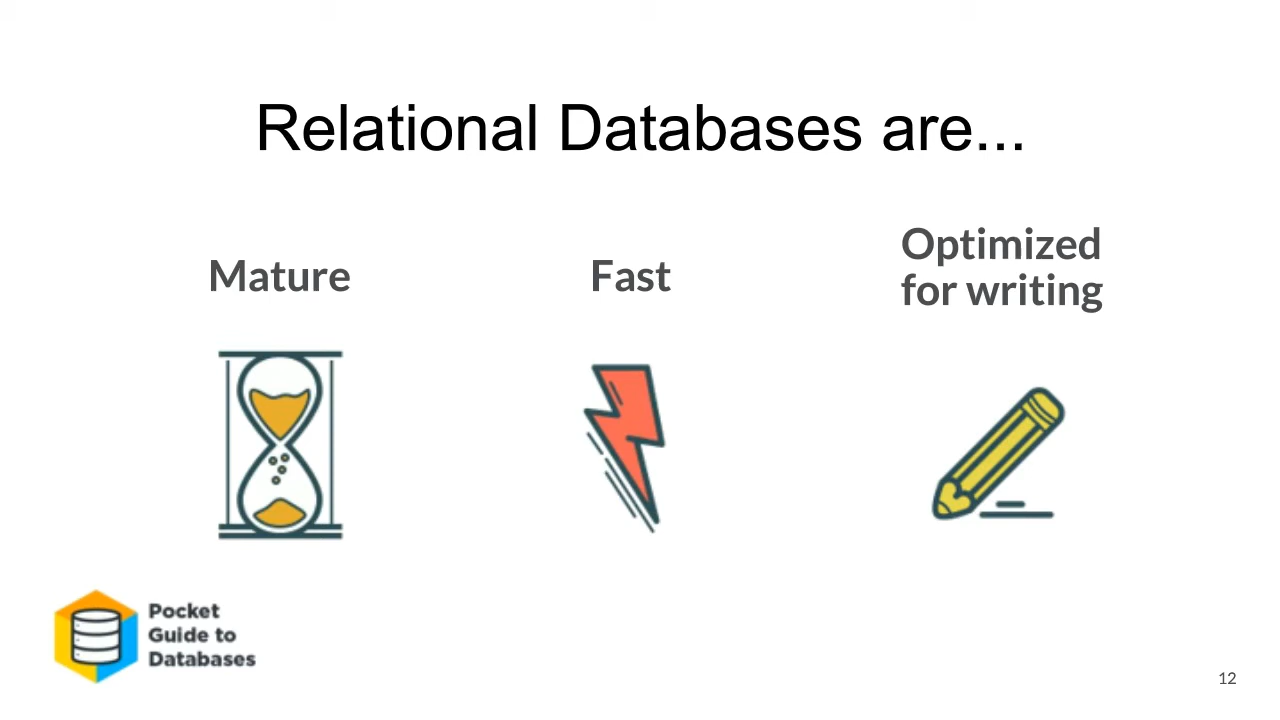 Relational Databases are...
Mature
Fast
Optimized
for writing
Pocket
Guide to
Databases
12